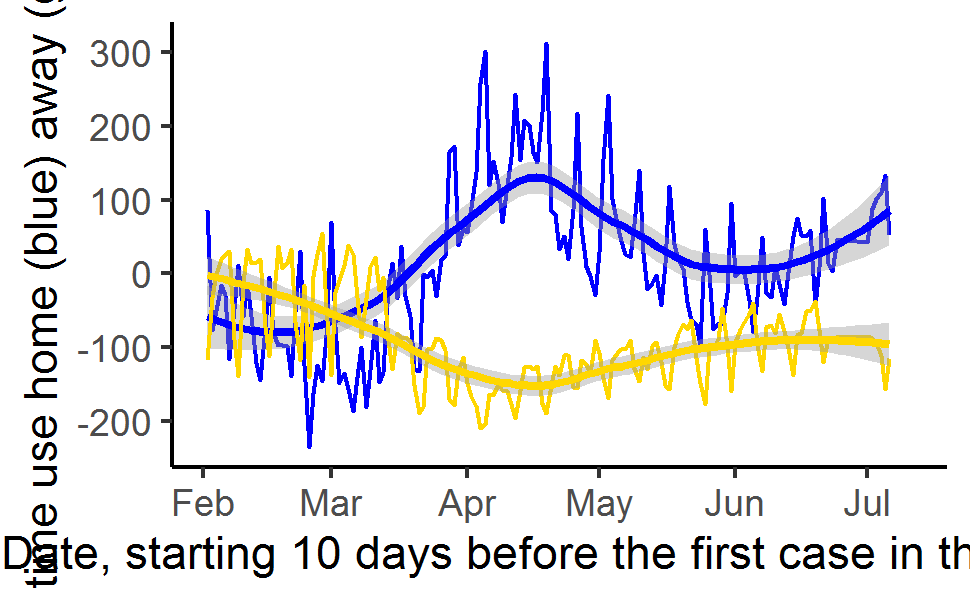 time use home (blue) away (
300
200
100
0
-100
-200
Feb Mar Apr May Jun Jul
Date, starting 10 days before the first case in th